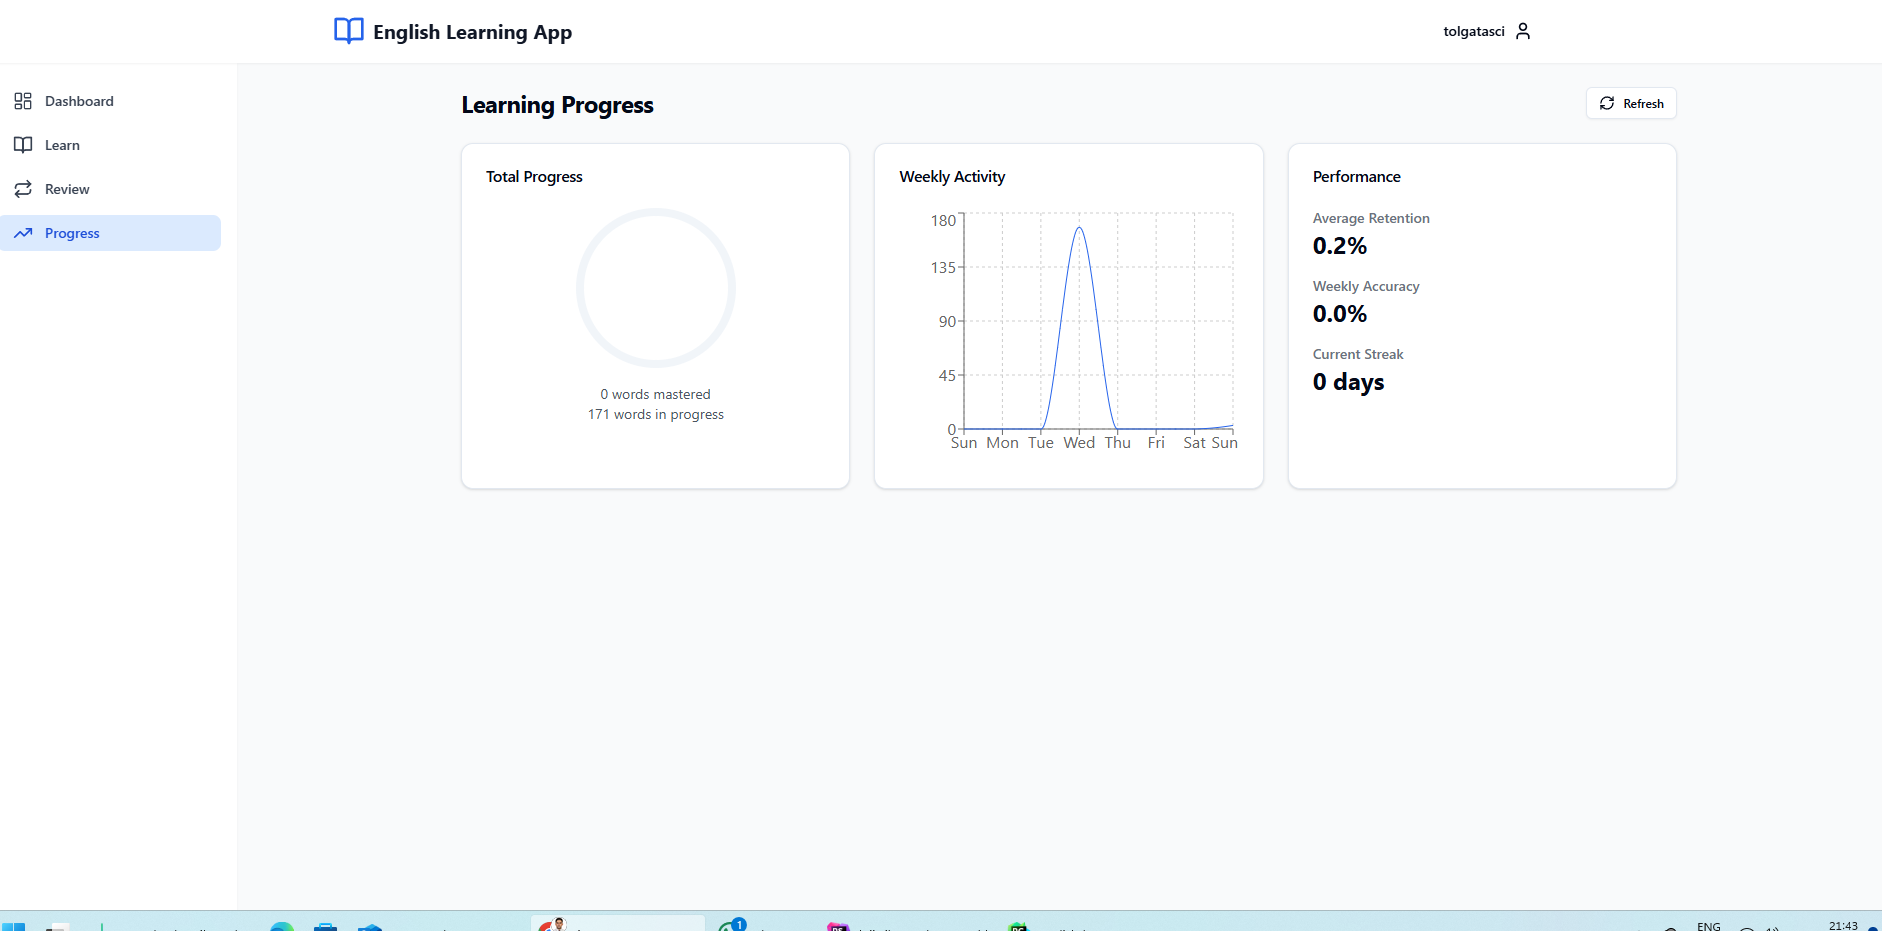 English Learning App
tolgatasci
Dashboard
Learn
Review
Progress
Learning Progress
Refresh
Total Progress
0 words mastered
171 words in progress
Weekly Activity
180
135
90
45
0
Sun Mon Tue Wed Thu Fri Sat Sun
Performance
Average Retention
0.2%
Weekly Accuracy
0.0%
Current Streak
0 days
1
ENG
21:43